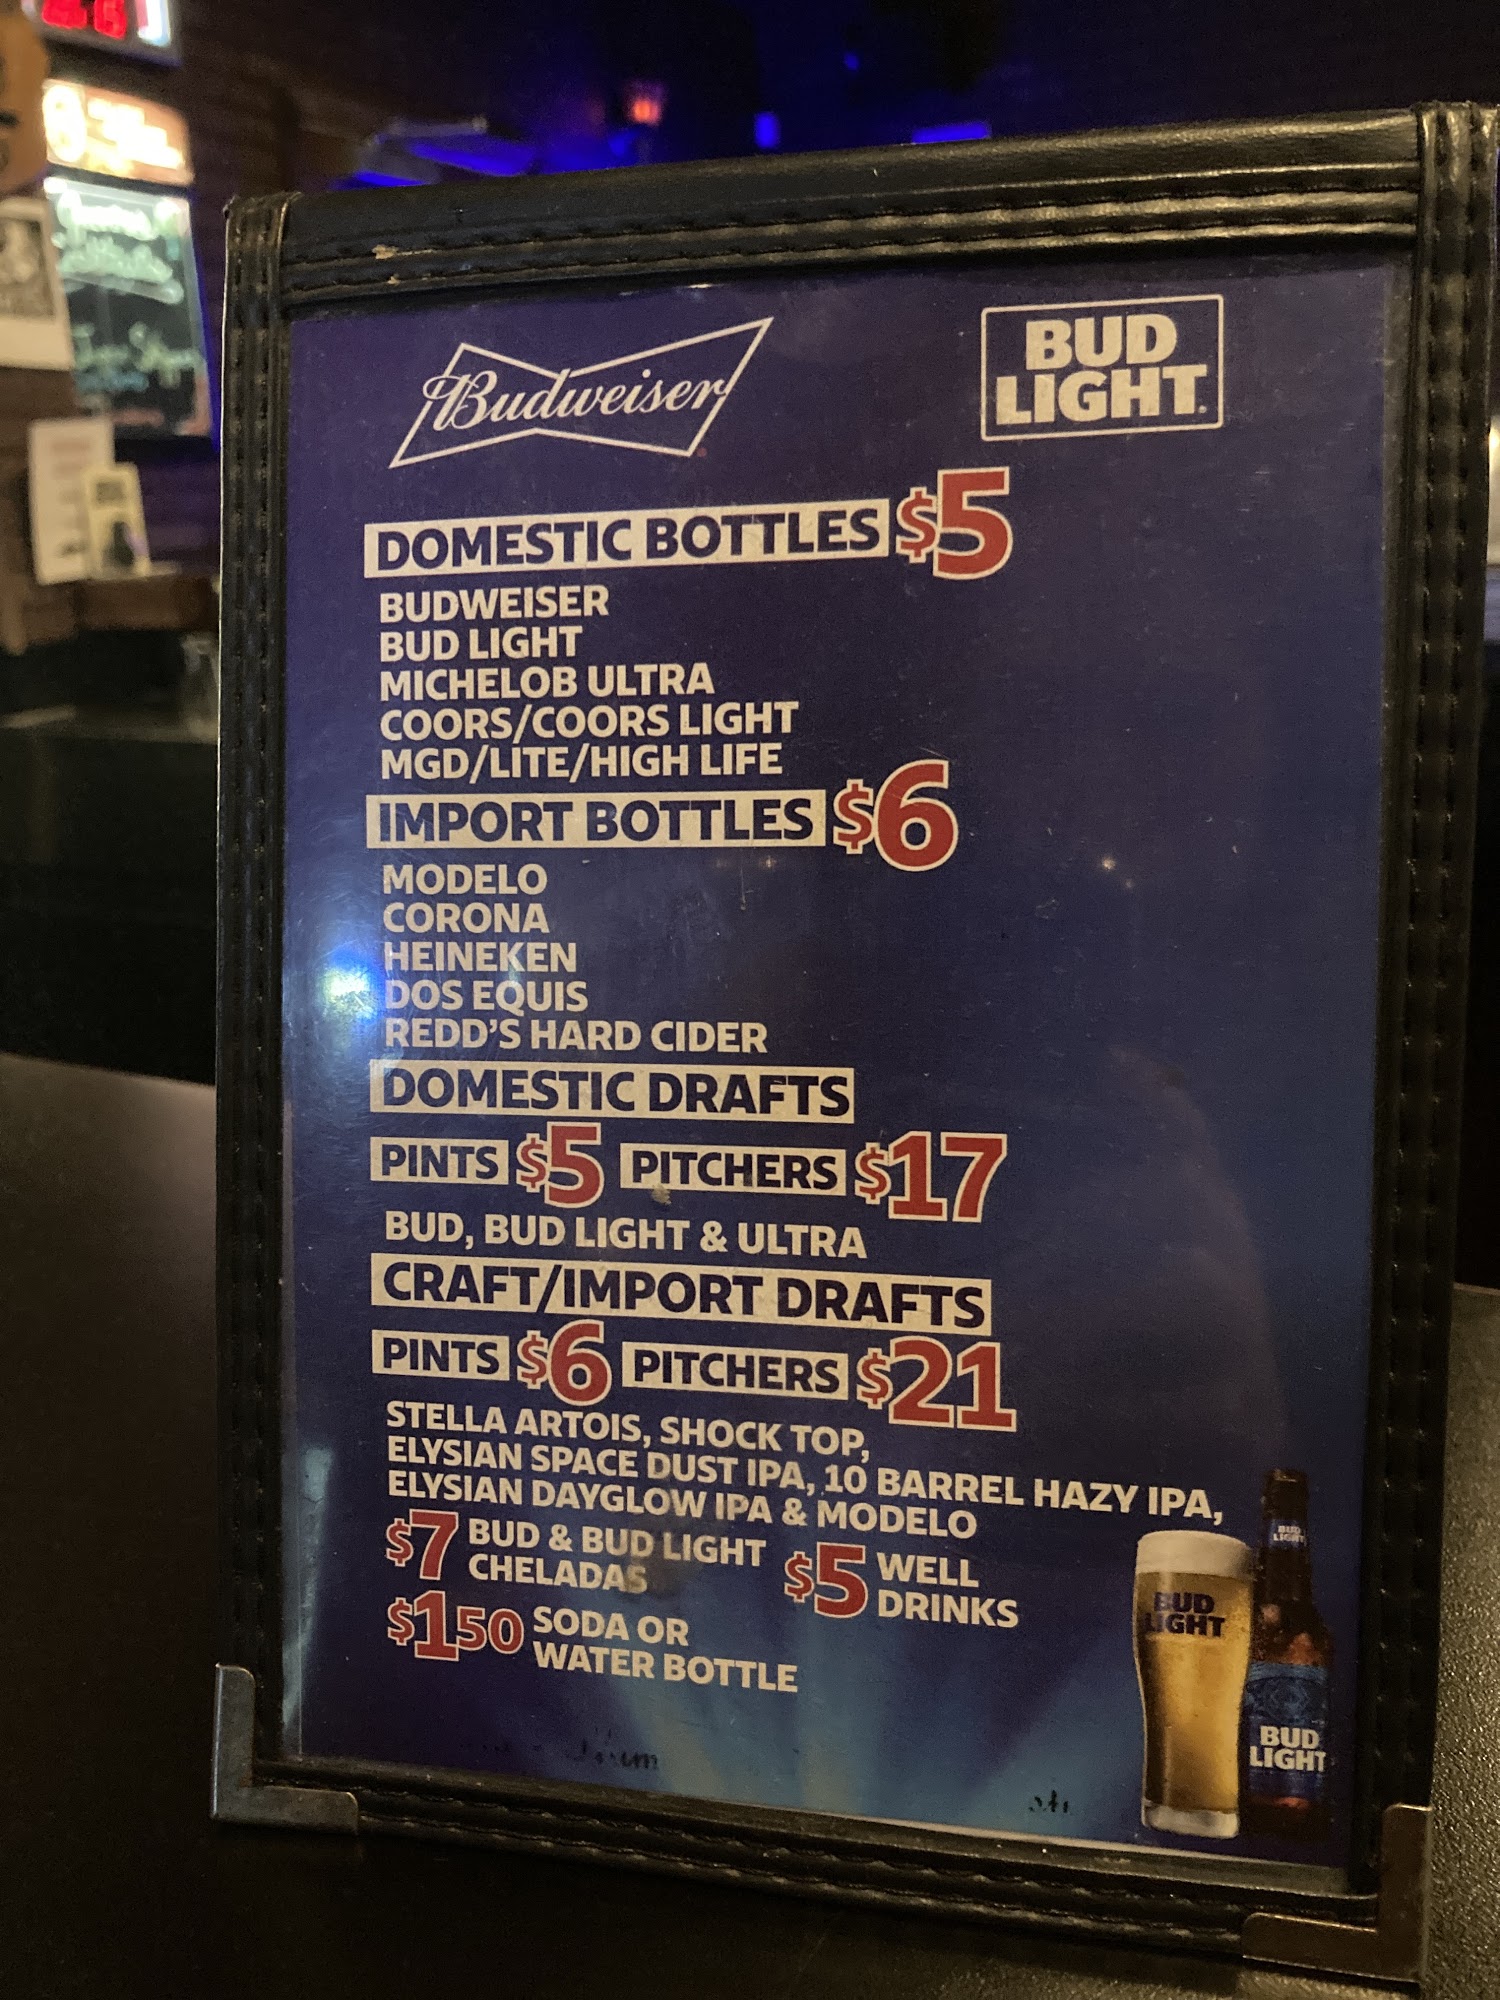 Budweiser
BUD
LIGHT
DOMESTIC BOTTLES $5
BUDWEISER
BUD LIGHT
MICHELOB ULTRA
COORS/COORS LIGHT
MGD/LITE/HIGH LIFE
IMPORT BOTTLES $6
MODELO
CORONA
HEINEKEN
DOS EQUIS
REDD'S HARD CIDER
DOMESTIC DRAFTS
PINTS $5 PITCHERS $17
BUD, BUD LIGHT & ULTRA
CRAFT/IMPORT DRAFTS
PINTS $6 PITCHERS $21
STELLA ARTOIS, SHOCK TOP,
ELYSIAN SPACE DUST IPA, 10 BARREL HAZY IPA,
ELYSIAN DAYGLOW IPA & MODELO
$7 BUD & BUD LIGHT
CHELADAS
$5 WELL
DRINKS
$150 SODA OR
WATER BOTTLE
BUD
LIGHT
BUD
LIGHT
BUD
LIGHT